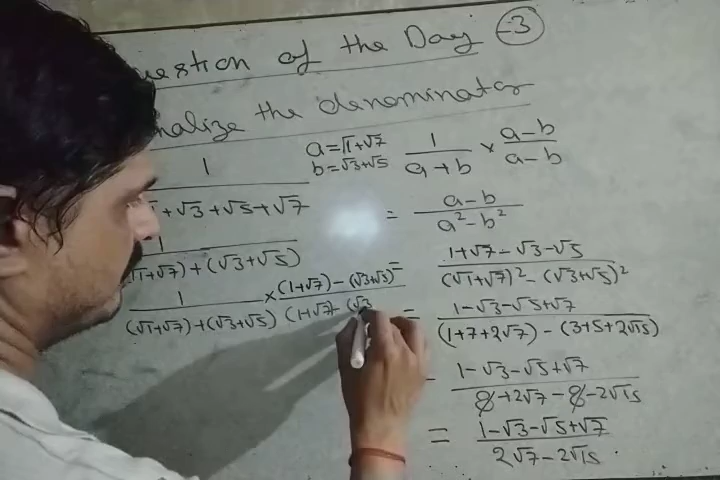 estion of the Day -3
nalize the denominator
1
√1+√3+√5+√7
1
(√1+√7)+(√3+√5)
1/((√1+√7)+(√3+√5)) × ((1+√7)-(√3+√5))/((1+√7)-(√3 =
a=√1+√7
b=√3+√5
1/(a+b) × (a-b)/(a-b)
= (a-b)/(a²-b²)
(1+√7-√3-√5)/((√1+√7)²-(√3+√5)²)
= (1-√3-√5+√7)/((1+7+2√7)-(3+5+2√15))
- (1-√3-√5+√7)/(8+2√7-8-2√15)
= (1-√3-√5+√7)/(2√7-2√15).